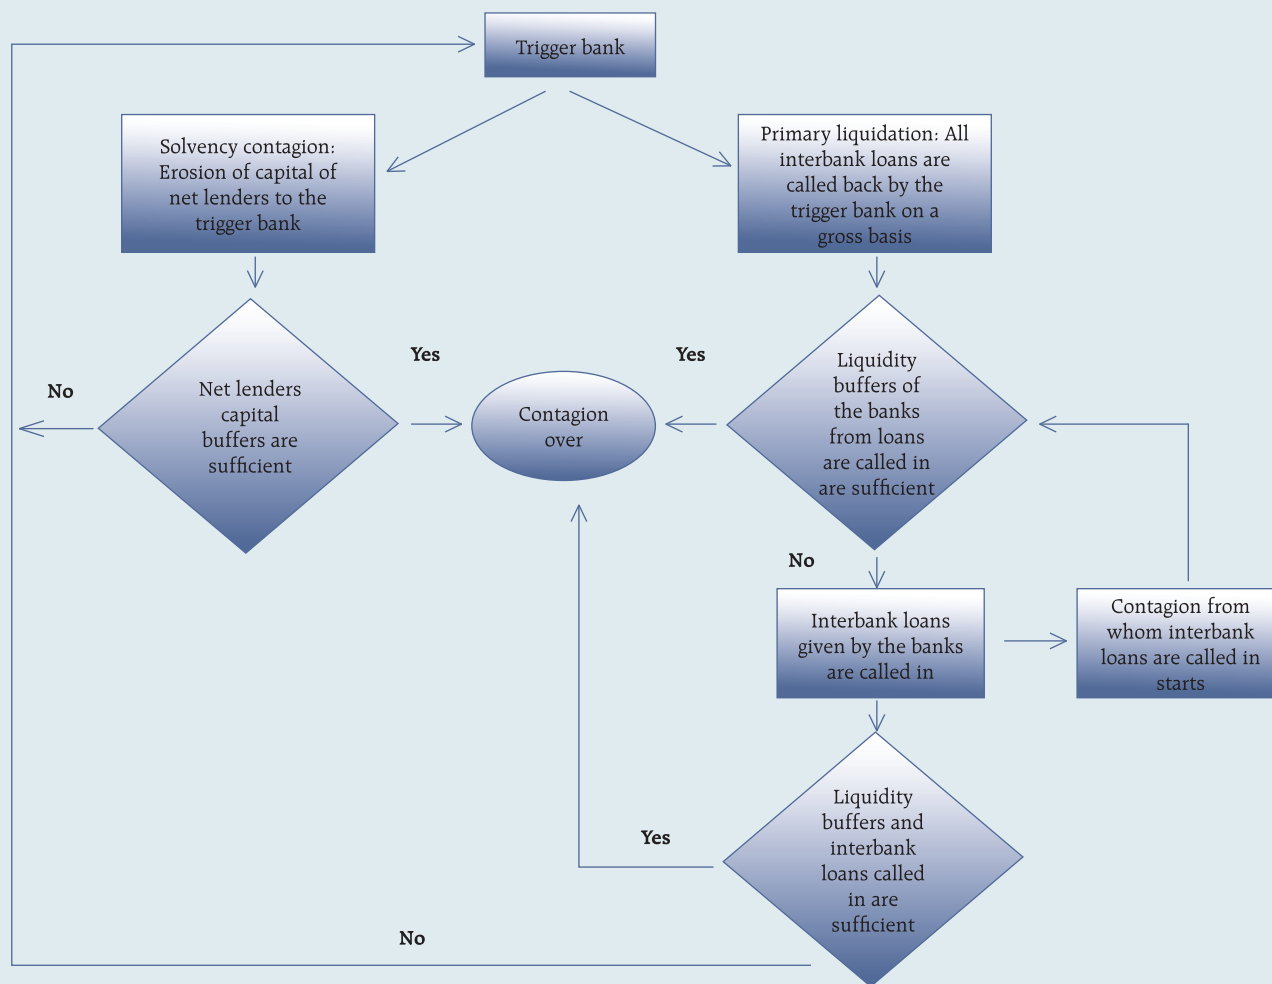 Trigger bank
Solvency contagion:
Erosion of capital of
net lenders to the
trigger bank
Primary liquidation: All
interbank loans are
called back by the
trigger bank on a
gross basis
No
Net lenders
capital
buffers are
sufficient
Yes
Contagion
over
Yes
Liquidity
buffers of
the banks
from loans
are called in
are sufficient
No
Interbank loans
given by the banks
are called in
Contagion from
whom interbank
loans are called in
starts
Liquidity
buffers and
interbank
loans called
in are
sufficient
Yes
No